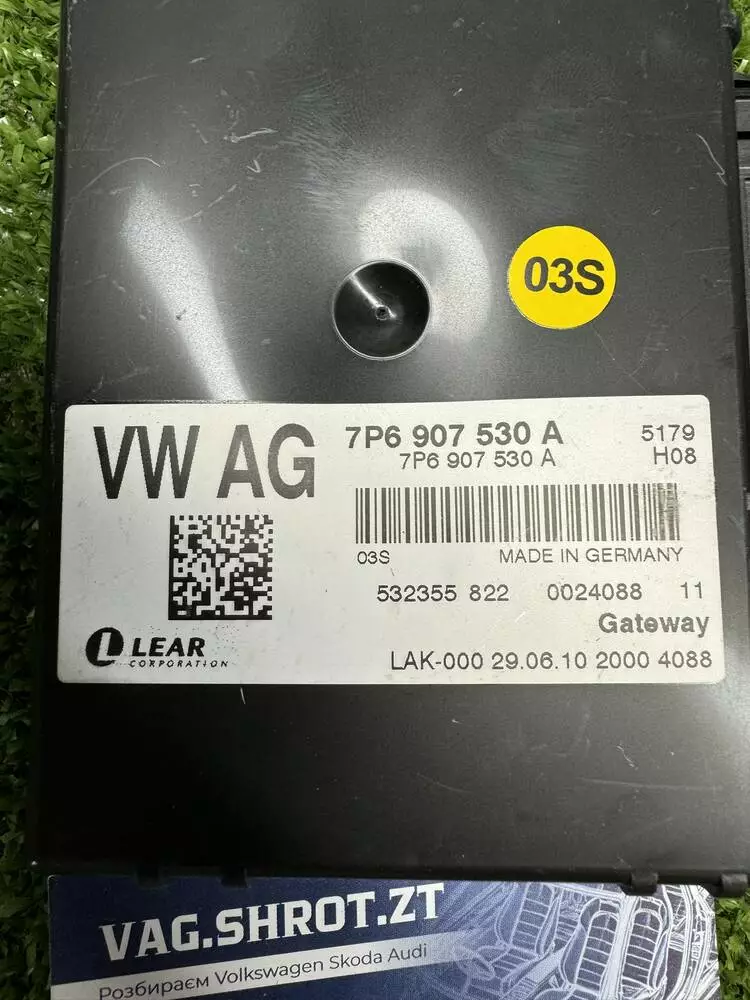 03S
VW AG
7P6 907 530 A
7P6 907 530 A
5179
H08
03S
MADE IN GERMANY
532355 822 0024088 11
Gateway
LEAR
CORPORATION
LAK-000 29.06.10 2000 4088
VAG.SHROT.ZT
Розбираєм Volkswagen Skoda Audi